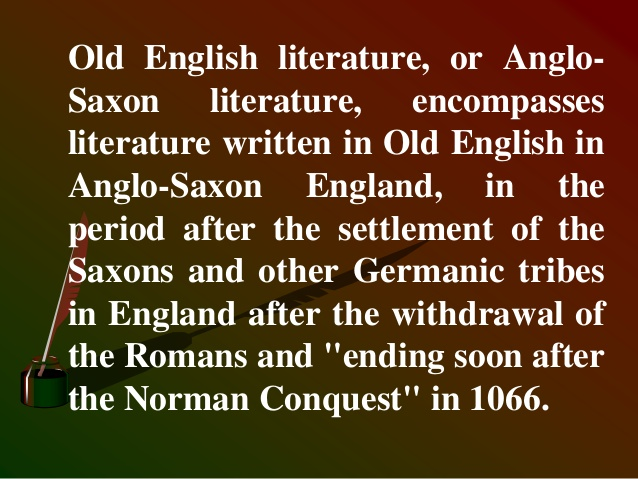 Old English literature, or Anglo-
Saxon literature, encompasses
literature written in Old English in
Anglo-Saxon England, in the
period after the settlement of the
Saxons and other Germanic tribes
in England after the withdrawal of
the Romans and "ending soon after
the Norman Conquest" in 1066.